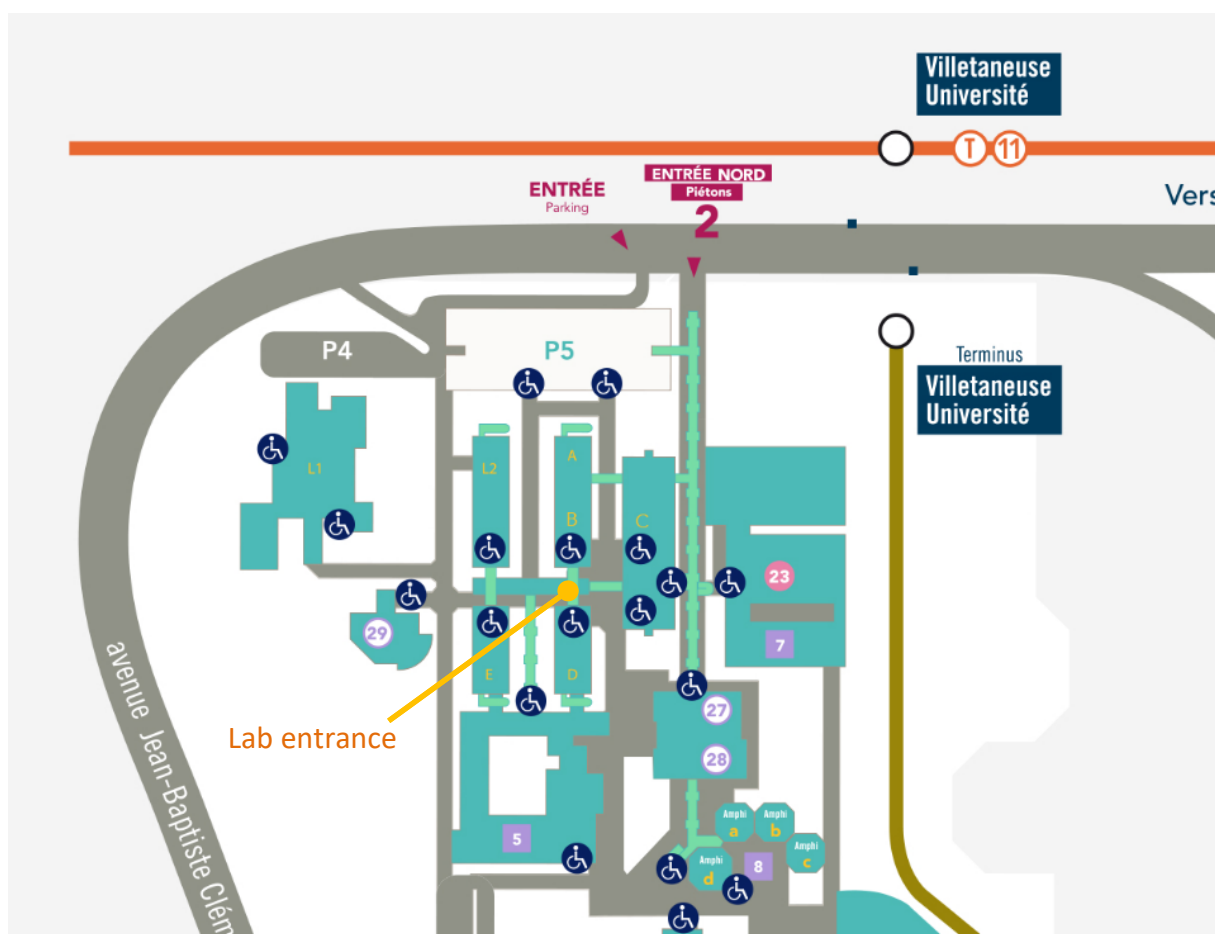 Villetaneuse
Université
T 11
ENTRÉE NORD
Piétons
2
ENTRÉE
Parking
Vers
P4
P5
Terminus
Villetaneuse
Université
L1
L2
A
B
C
23
7
29
E
D
27
28
Lab entrance
avenue Jean-Baptiste Clém
5
Amphi
a
Amphi
b
Amphi
c
Amphi
d
8